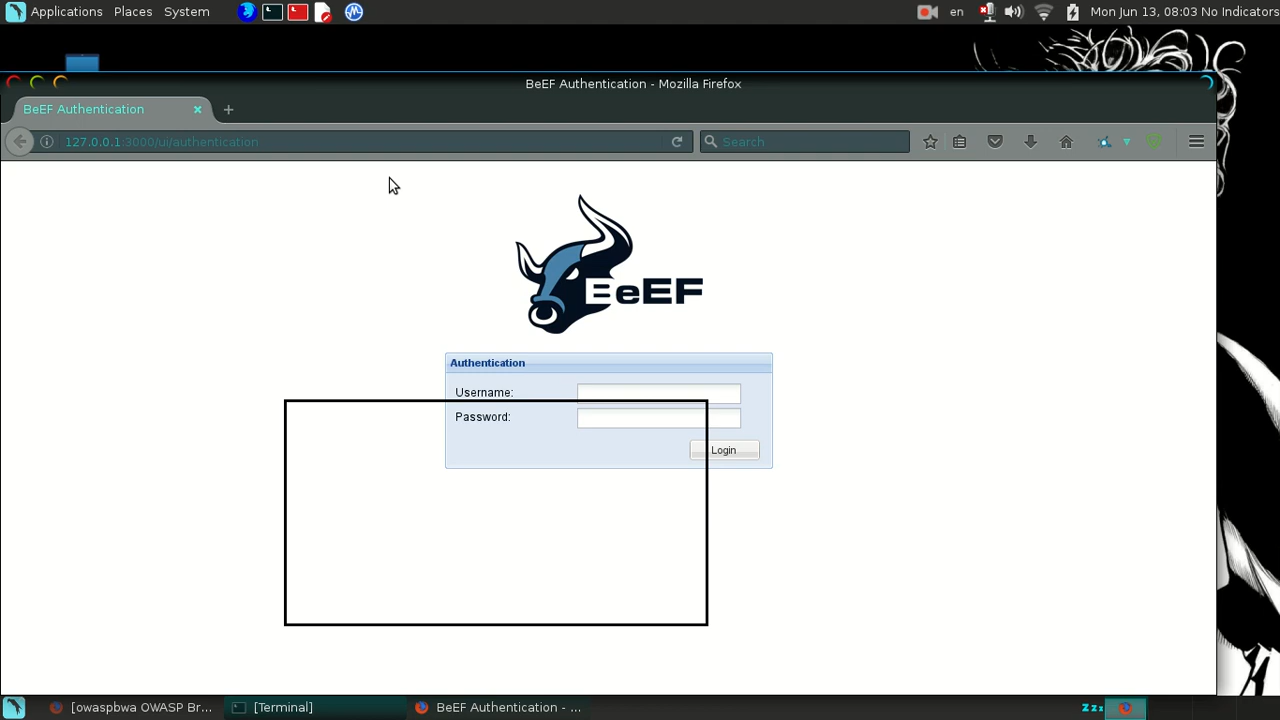 Applications Places System en Mon Jun 13, 08:03 No Indicators
BeEF Authentication - Mozilla Firefox
BeEF Authentication
127.0.0.1:3000/ui/authentication Search
BeEF
Authentication
Username:
Password:
Login
[owaspbwa OWASP Br... [Terminal] BeEF Authentication - ... Zzz